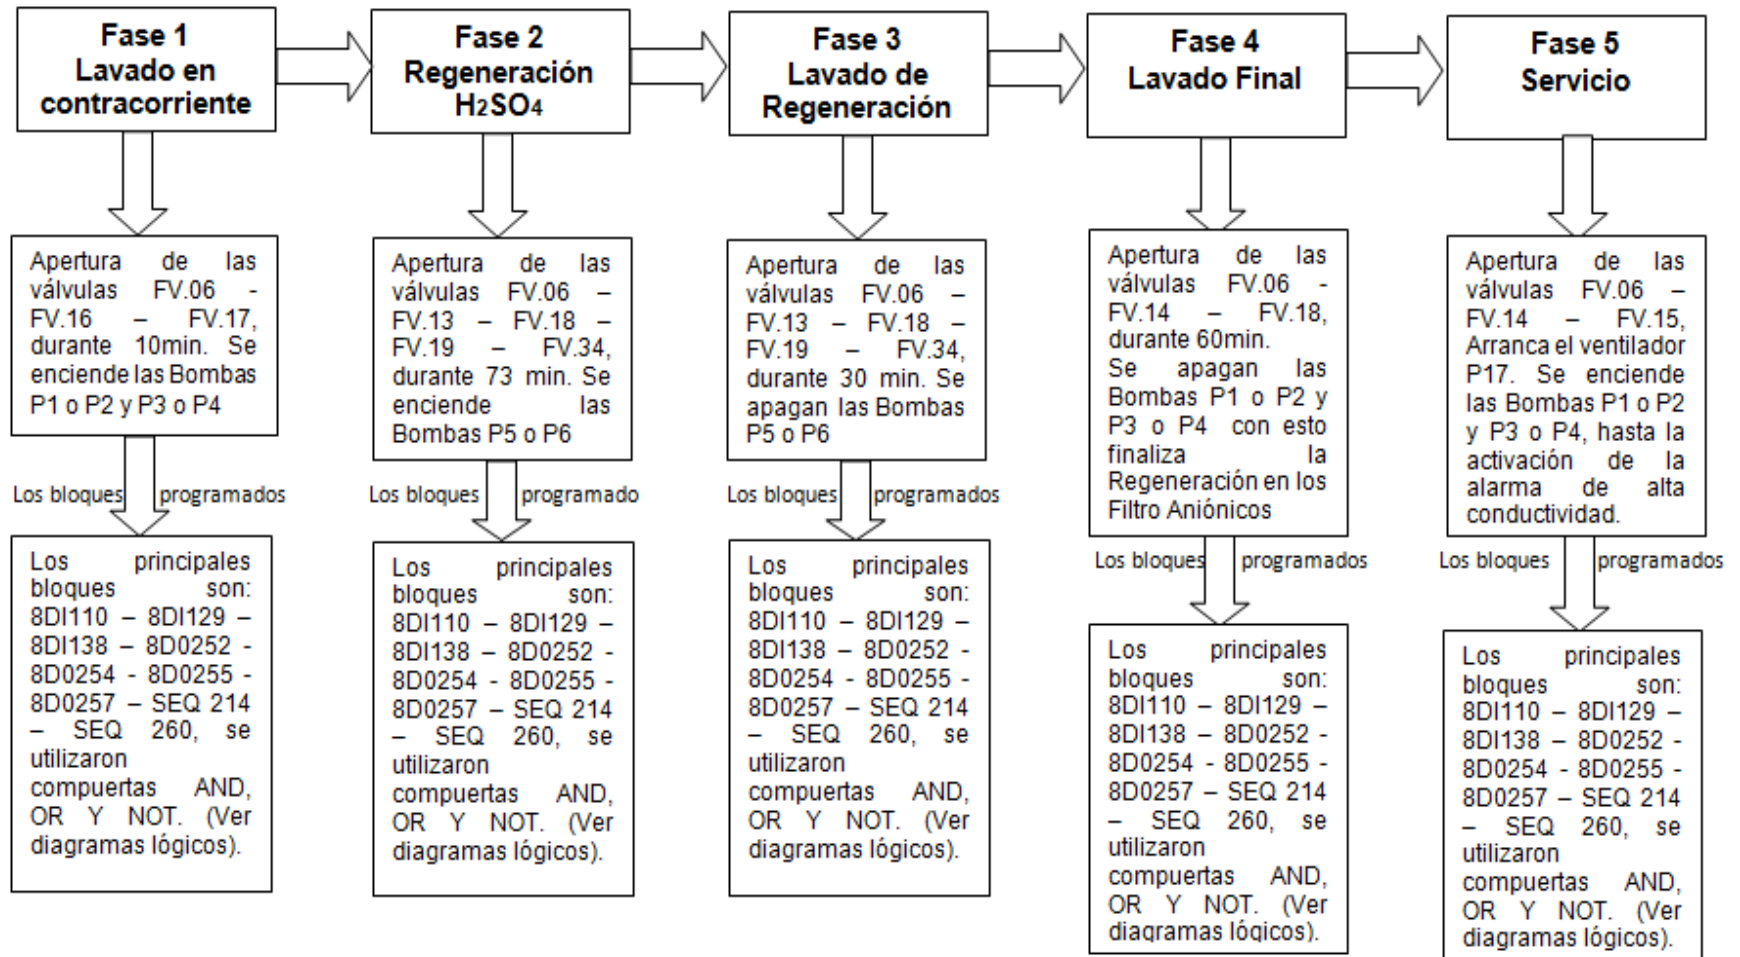 Fase 1
Lavado en
contracorriente
Fase 2
Regeneración
H2SO4
Fase 3
Lavado de
Regeneración
Fase 4
Lavado Final
Fase 5
Servicio
Apertura de las
válvulas FV.06 -
FV.16 – FV.17,
durante 10min. Se
enciende las Bombas
P1 o P2 y P3 o P4
Apertura de las
válvulas FV.06 –
FV.13 – FV.18 –
FV.19 – FV.34,
durante 73 min. Se
enciende las
Bombas P5 o P6
Apertura de las
válvulas FV.06 –
FV.13 – FV.18 –
FV.19 – FV.34,
durante 30 min. Se
apagan las Bombas
P5 o P6
Apertura de las
válvulas FV.06 -
FV.14 – FV.18,
durante 60min.
Se apagan las
Bombas P1 o P2 y
P3 o P4 con esto
finaliza la
Regeneración en los
Filtro Aniónicos
Apertura de las
válvulas FV.06 –
FV.14 – FV.15,
Arranca el ventilador
P17. Se enciende
las Bombas P1 o P2
y P3 o P4, hasta la
activación de la
alarma de alta
conductividad.
Los bloques programados
Los bloques programado
Los bloques programados
Los bloques programados
Los bloques programados
Los principales
bloques son:
8DI110 – 8DI129 –
8DI138 – 8D0252 -
8D0254 - 8D0255 -
8D0257 – SEQ 214
– SEQ 260, se
utilizaron
compuertas AND,
OR Y NOT. (Ver
diagramas lógicos).
Los principales
bloques son:
8DI110 – 8DI129 –
8DI138 – 8D0252 -
8D0254 - 8D0255 -
8D0257 – SEQ 214
– SEQ 260, se
utilizaron
compuertas AND,
OR Y NOT. (Ver
diagramas lógicos).
Los principales
bloques son:
8DI110 – 8DI129 –
8DI138 – 8D0252 -
8D0254 - 8D0255 -
8D0257 – SEQ 214
– SEQ 260, se
utilizaron
compuertas AND,
OR Y NOT. (Ver
diagramas lógicos).
Los principales
bloques son:
8DI110 – 8DI129 –
8DI138 – 8D0252 -
8D0254 - 8D0255 -
8D0257 – SEQ 214
– SEQ 260, se
utilizaron
compuertas AND,
OR Y NOT. (Ver
diagramas lógicos).
Los principales
bloques son:
8DI110 – 8DI129 –
8DI138 – 8D0252 -
8D0254 - 8D0255 -
8D0257 – SEQ 214
– SEQ 260, se
utilizaron
compuertas AND,
OR Y NOT. (Ver
diagramas lógicos).